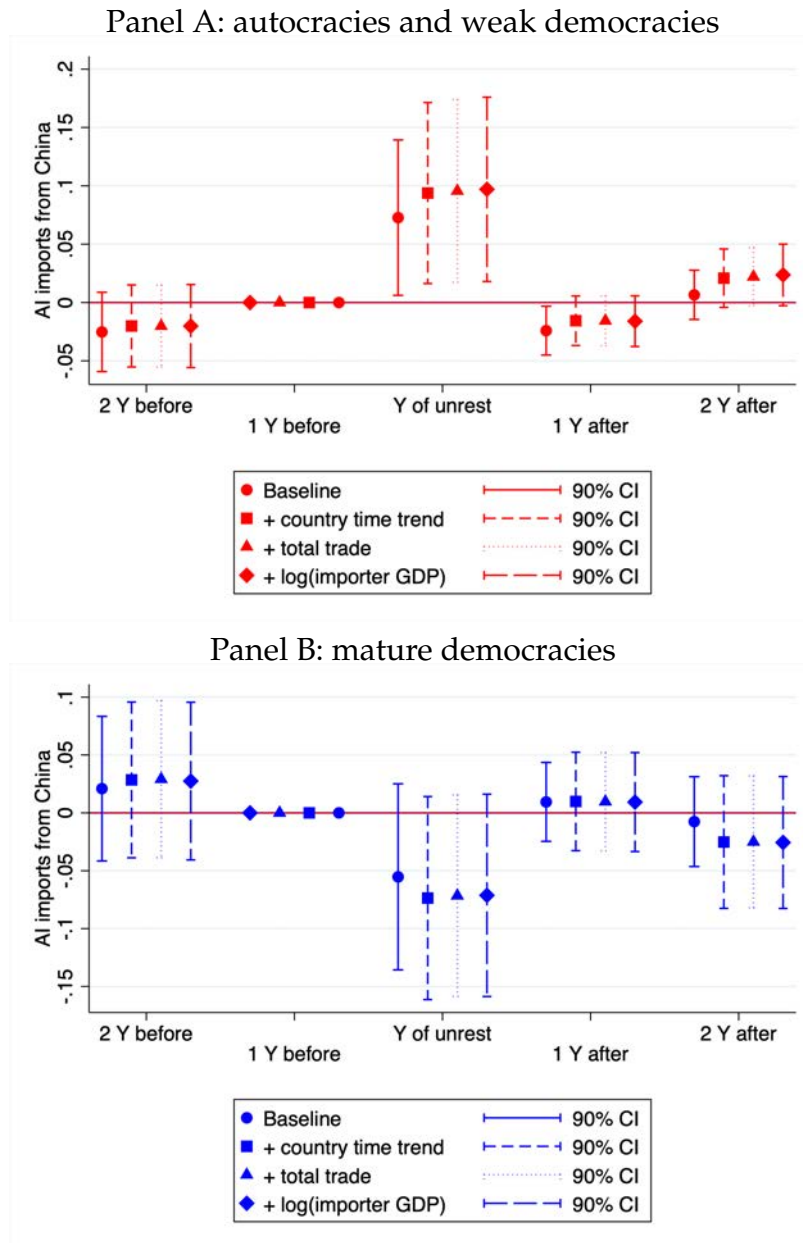 Panel A: autocracies and weak democracies
AI imports from China
.2
.15
.1
.05
0
-.05
2 Y before
1 Y before
Y of unrest
1 Y after
2 Y after
Baseline 90% CI
+ country time trend 90% CI
+ total trade 90% CI
+ log(importer GDP) 90% CI
Panel B: mature democracies
AI imports from China
.1
.05
0
-.05
-.1
-.15
2 Y before
1 Y before
Y of unrest
1 Y after
2 Y after
Baseline 90% CI
+ country time trend 90% CI
+ total trade 90% CI
+ log(importer GDP) 90% CI